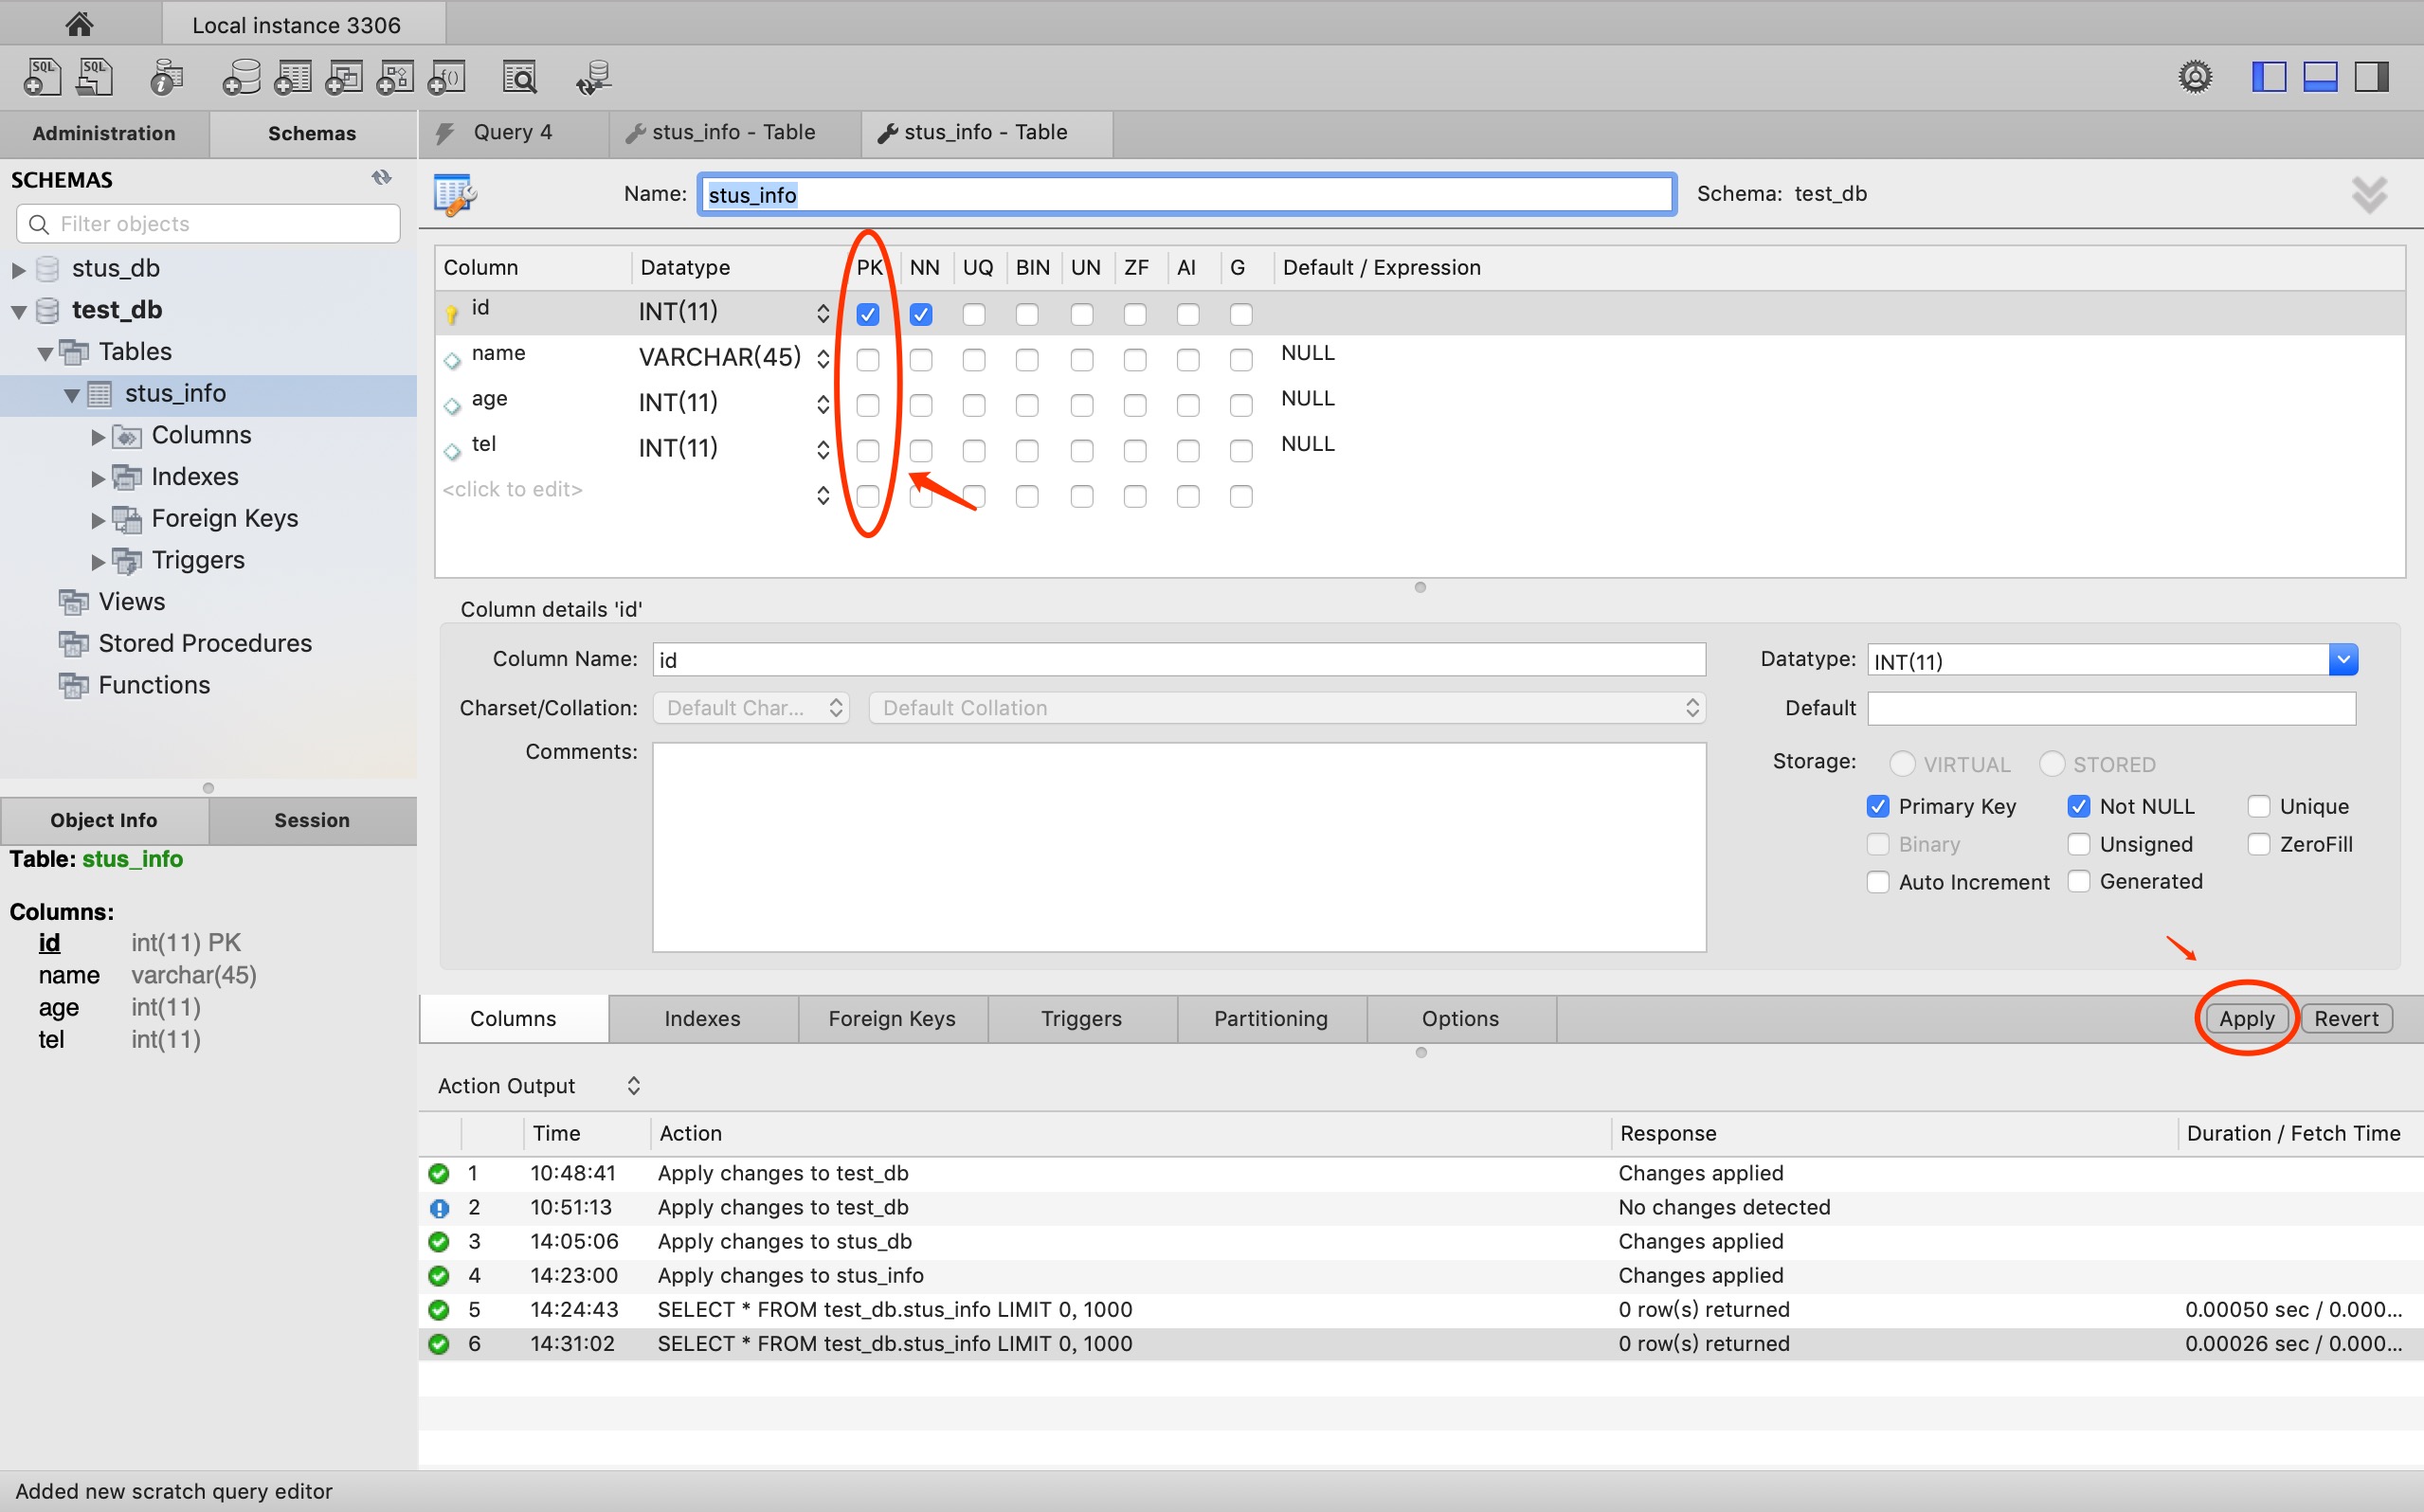 Local instance 3306
Administration Schemas
Query 4 stus_info - Table stus_info - Table
SCHEMAS
Filter objects
stus_db
test_db
Tables
stus_info
Columns
Indexes
Foreign Keys
Triggers
Views
Stored Procedures
Functions
Object Info Session
Table: stus_info
Columns:
id int(11) PK
name varchar(45)
age int(11)
tel int(11)
Name: stus_info Schema: test_db
Column Datatype PK NN UQ BIN UN ZF AI G Default / Expression
id INT(11)
name VARCHAR(45) NULL
age INT(11) NULL
tel INT(11) NULL
<click to edit>
Column details 'id'
Column Name: id Datatype: INT(11)
Charset/Collation: Default Char... Default Collation Default
Comments: Storage: VIRTUAL STORED
Primary Key Not NULL Unique
Binary Unsigned ZeroFill
Auto Increment Generated
Columns Indexes Foreign Keys Triggers Partitioning Options Apply Revert
Action Output
Time Action Response Duration / Fetch Time
1 10:48:41 Apply changes to test_db Changes applied
2 10:51:13 Apply changes to test_db No changes detected
3 14:05:06 Apply changes to stus_db Changes applied
4 14:23:00 Apply changes to stus_info Changes applied
5 14:24:43 SELECT * FROM test_db.stus_info LIMIT 0, 1000 0 row(s) returned 0.00050 sec / 0.000...
6 14:31:02 SELECT * FROM test_db.stus_info LIMIT 0, 1000 0 row(s) returned 0.00026 sec / 0.000...
Added new scratch query editor